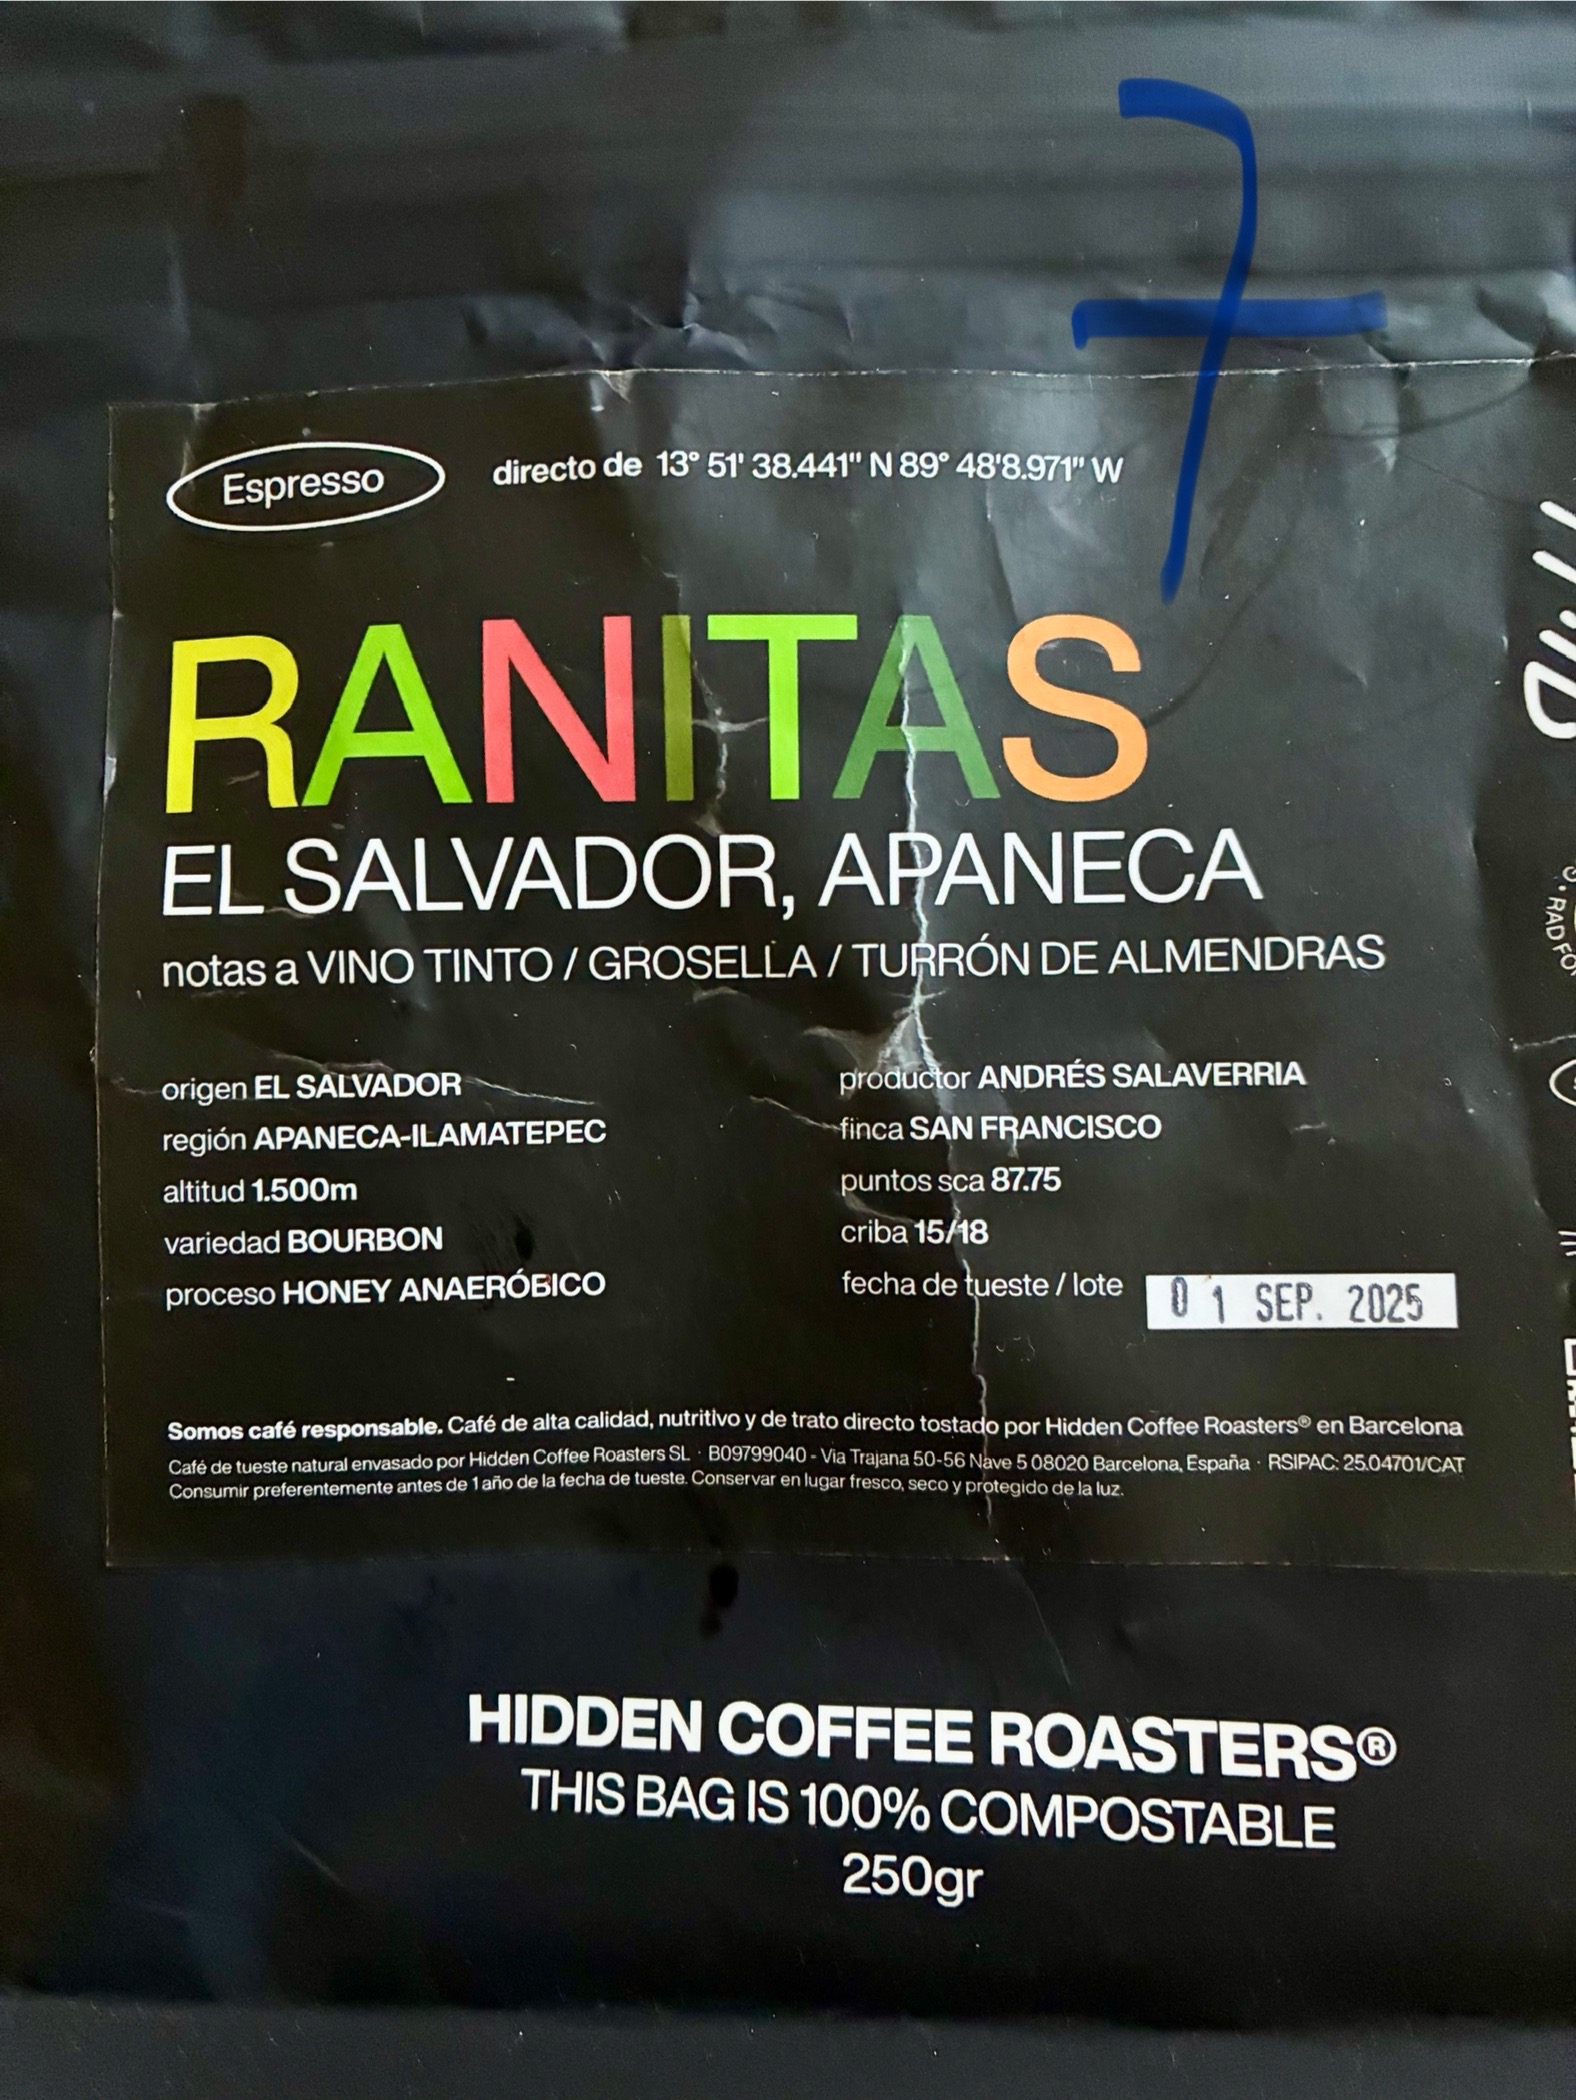 7
Espresso
directo de 13° 51' 38.441" N 89° 48'8.971" W
RANITAS
EL SALVADOR, APANECA
notas a VINO TINTO / GROSELLA / TURRÓN DE ALMENDRAS
origen EL SALVADOR
región APANECA-ILAMATEPEC
altitud 1.500m
variedad BOURBON
proceso HONEY ANAERÓBICO
productor ANDRÉS SALAVERRIA
finca SAN FRANCISCO
puntos sca 87.75
criba 15/18
fecha de tueste / lote 01 SEP. 2025
Somos café responsable. Café de alta calidad, nutritivo y de trato directo tostado por Hidden Coffee Roasters® en Barcelona
Café de tueste natural envasado por Hidden Coffee Roasters SL · B09799040 - Via Trajana 50-56 Nave 5 08020 Barcelona, España · RSIPAC: 25.04701/CAT
Consumir preferentemente antes de 1 año de la fecha de tueste. Conservar en lugar fresco, seco y protegido de la luz.
HIDDEN COFFEE ROASTERS®
THIS BAG IS 100% COMPOSTABLE
250gr